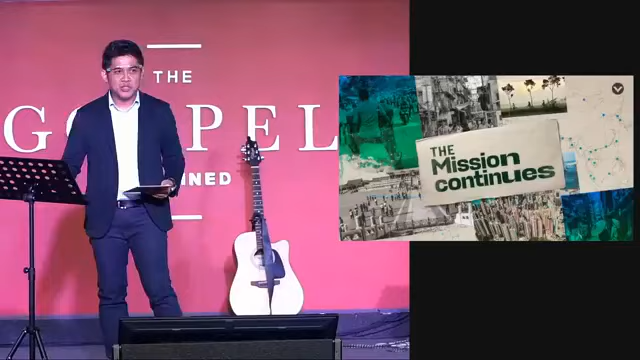 THE
GOSPEL
INED
THE
Mission
continues